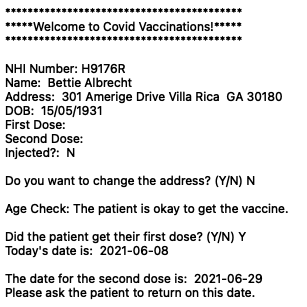 ******************************************
*****Welcome to Covid Vaccinations!*****
******************************************
NHI Number: H9176R
Name: Bettie Albrecht
Address: 301 Amerige Drive Villa Rica GA 30180
DOB: 15/05/1931
First Dose:
Second Dose:
Injected?: N
Do you want to change the address? (Y/N) N
Age Check: The patient is okay to get the vaccine.
Did the patient get their first dose? (Y/N) Y
Today's date is: 2021-06-08
The date for the second dose is: 2021-06-29
Please ask the patient to return on this date.